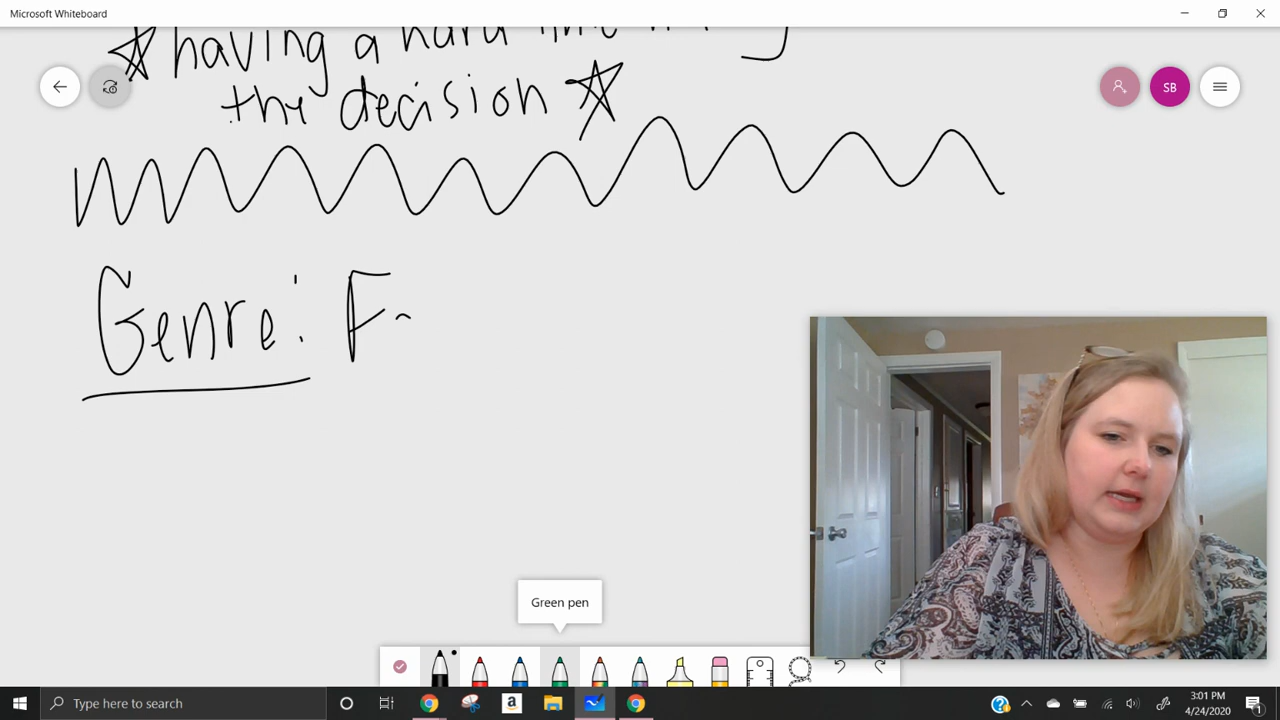 Microsoft Whiteboard
having a hard
the decision
SB
Genre: F
Green pen
Type here to search
3:01 PM
4/24/2020